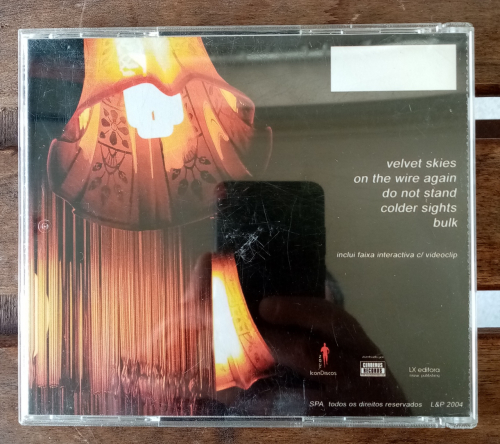 velvet skies
on the wire again
do not stand
colder sights
bulk
inclui faixa interactiva c/ videoclip
IconDiscos
LX editora
SPA todos os direitos reservados L&P 2004